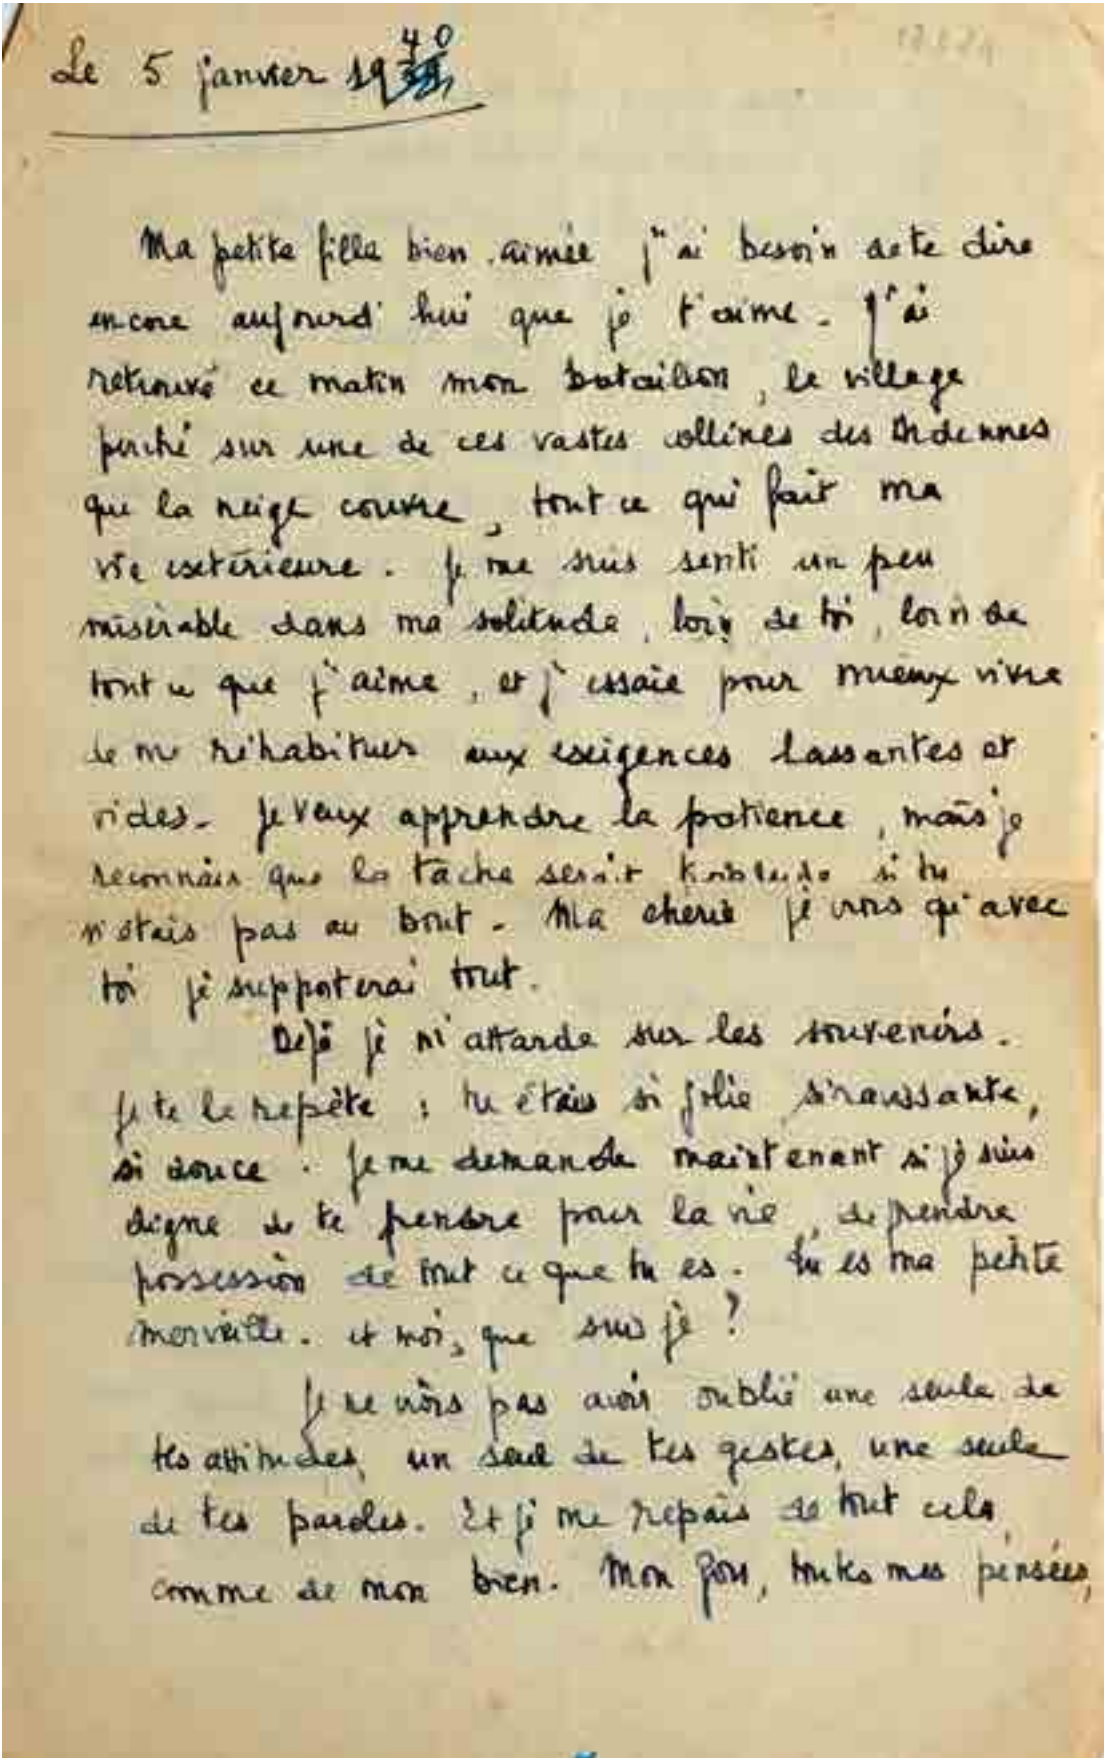 Le 5 janvier 1940
Ma petite fille bien-aimée j'ai besoin de te dire
encore aujourd'hui que je t'aime. J'ai
retrouvé ce matin mon bataillon, le village
perché sur une de ces vastes collines des Ardennes
que la neige couvre, tout ce qui fait ma
vie extérieure. Je me suis senti un peu
misérable dans ma solitude, loin de toi, loin de
tout ce que j'aime, et j'essaie pour mieux vivre
de me réhabituer aux exigences lassantes et
vides. Je veux apprendre la patience, mais je
reconnais que la tache serait si tu
n'étais pas au bout. Ma chérie je crois qu'avec
toi je supporterai tout.
Déjà je m'attarde sur les souvenirs.
Je te le repète : tu étais si jolie, si ravissante,
si douce. Je me demande maintenant si je suis
digne de te prendre pour la vie, de prendre
possession de tout ce que tu es. Tu es ma petite
merveille. et moi, que suis je ?
Je ne crois pas avoir oublié une seule de
tes attitudes, un seul de tes gestes, une seule
de tes paroles. Et je me repais de tout cela,
comme de mon bien. Mon , toutes mes pensées,